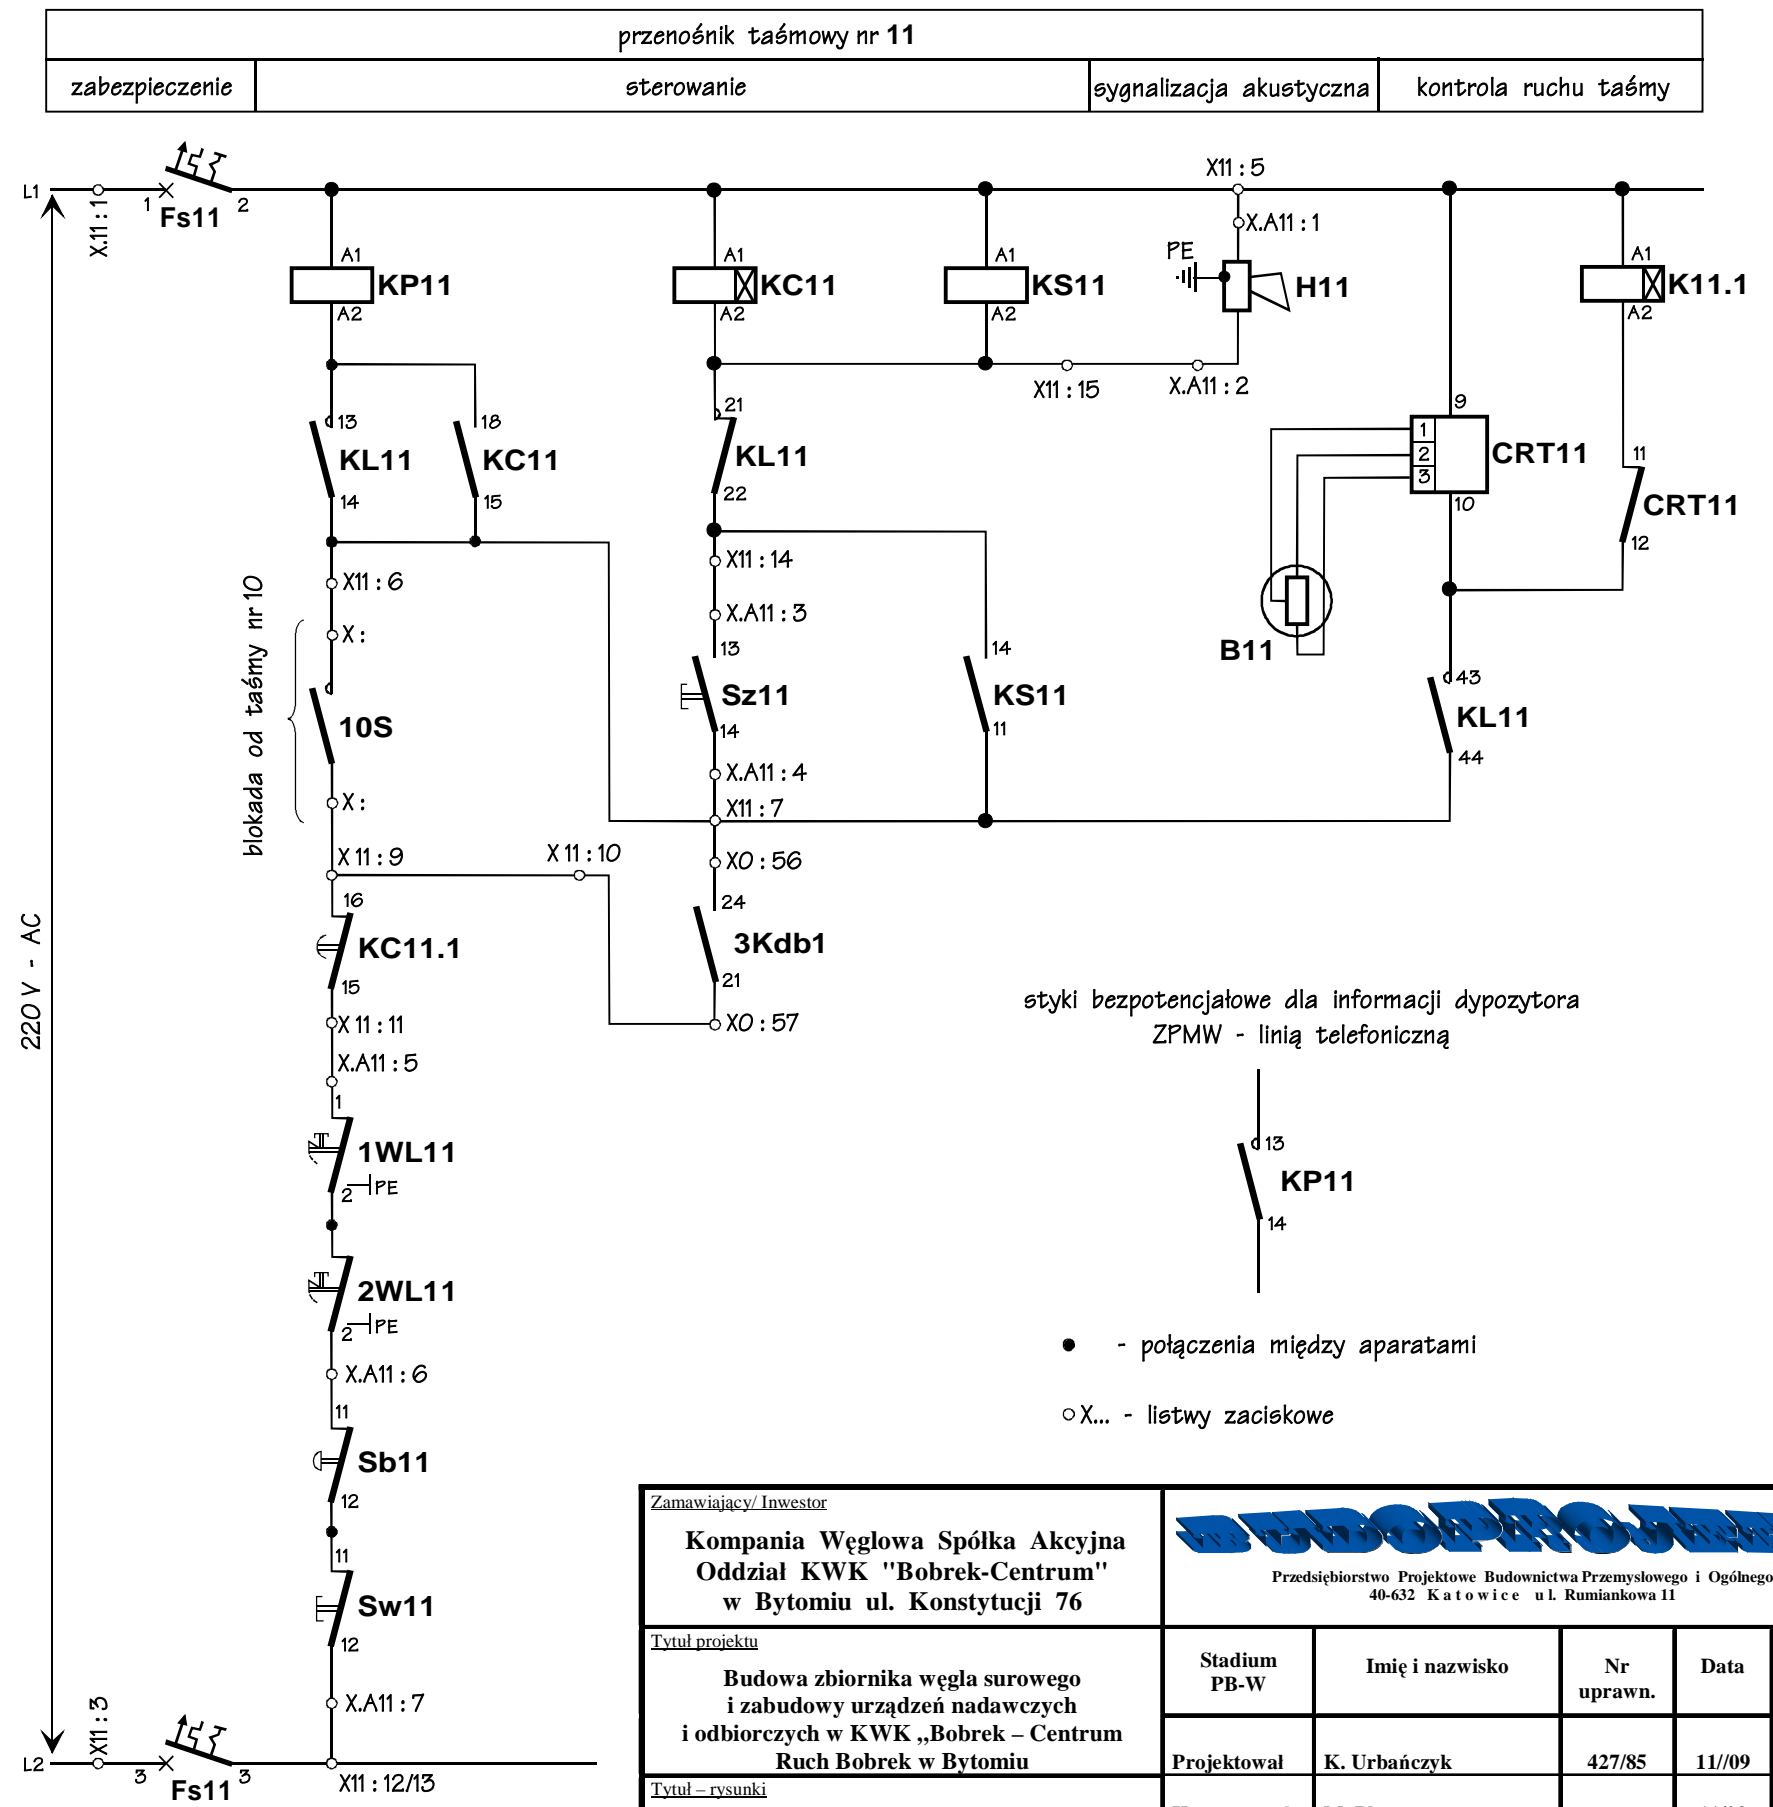 przenośnik taśmowy nr 11
zabezpieczenie
sterowanie
sygnalizacja akustyczna
kontrola ruchu taśmy
L1
X.11 : 1
1
Fs11
2
A1
KP11
A2
A1
KC11
A2
A1
KS11
A2
X11 : 5
X.A11 : 1
PE
H11
A1
K11.1
A2
X11 : 15
X.A11 : 2
13
KL11
14
18
KC11
15
21
KL11
22
9
1
2
3
CRT11
10
11
CRT11
12
X11 : 6
X :
10S
X :
blokada od taśmy nr 10
X11 : 14
X.A11 : 3
13
Sz11
14
X.A11 : 4
X11 : 7
14
KS11
11
B11
43
KL11
44
X 11 : 9
X 11 : 10
X0 : 56
24
3Kdb1
21
X0 : 57
16
KC11.1
15
X 11 : 11
X.A11 : 5
220 V - AC
styki bezpotencjałowe dla informacji dypozytora
ZPMW - linią telefoniczną
1
1WL11
2
PE
13
KP11
14
2WL11
2
PE
- połączenia między aparatami
X.A11 : 6
X... - listwy zaciskowe
11
Sb11
12
11
Sw11
12
X.A11 : 7
X11 : 3
L2
3
Fs11
3
X11 : 12/13
Zamawiający/ Inwestor
Kompania Węglowa Spółka Akcyjna
Oddział KWK "Bobrek-Centrum"
w Bytomiu ul. Konstytucji 76
Przedsiębiorstwo Projektowe Budownictwa Przemysłowego i Ogólnego
40-632 K a t o w i c e u l. Rumiankowa 11
Tytuł projektu
Budowa zbiornika węgla surowego
i zabudowy urządzeń nadawczych
i odbiorczych w KWK „Bobrek – Centrum
Ruch Bobrek w Bytomiu
Stadium
PB-W
Imię i nazwisko
Nr
uprawn.
Data
Projektował
K. Urbańczyk
427/85
11//09
Tytuł – rysunki